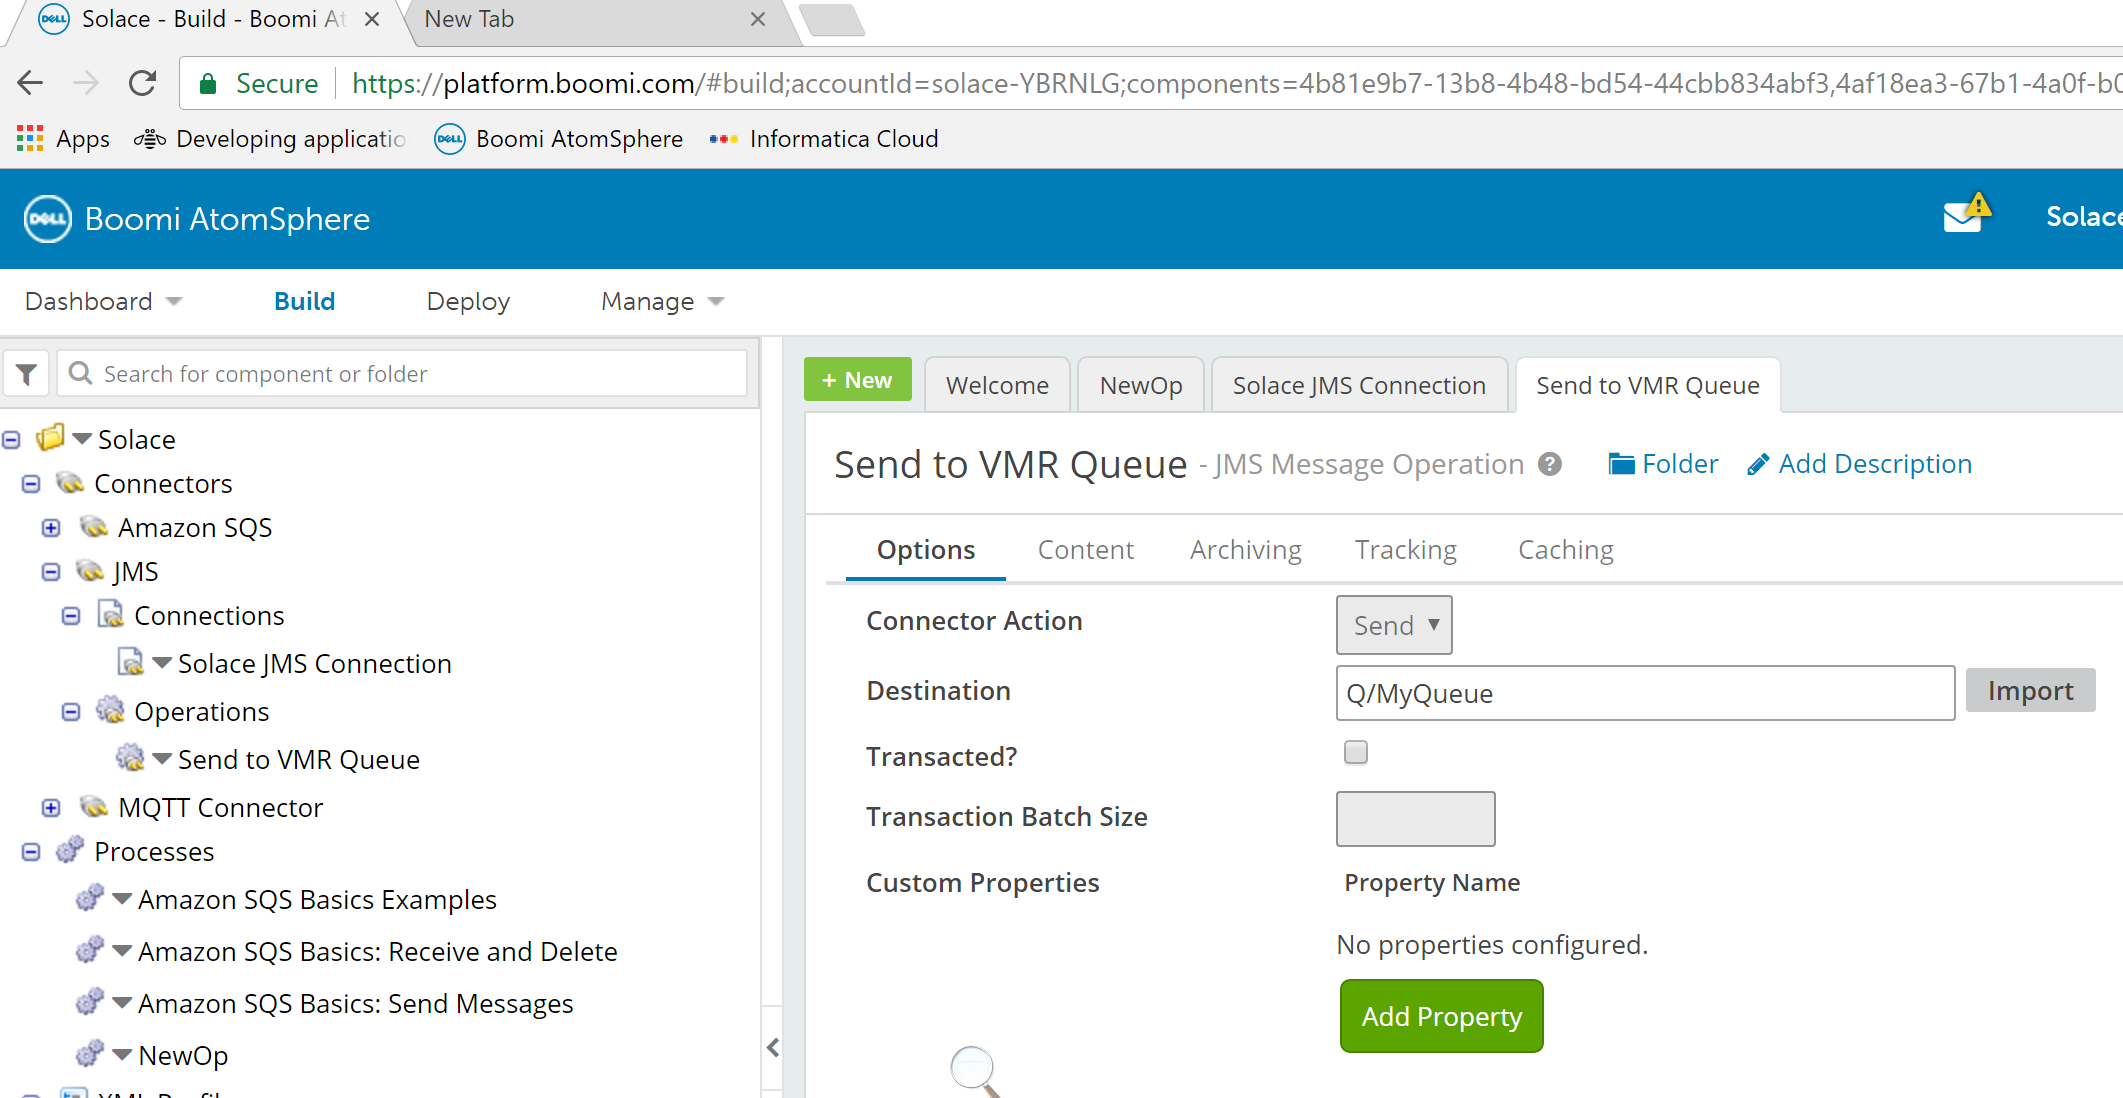 DELL Solace - Build - Boomi At New Tab
Secure https://platform.boomi.com/#build;accountId=solace-YBRNLG;components=4b81e9b7-13b8-4b48-bd54-44cbb834abf3,4af18ea3-67b1-4a0f-b0
Apps Developing applicatio DELL Boomi AtomSphere Informatica Cloud
DELL Boomi AtomSphere Solace
Dashboard Build Deploy Manage
Search for component or folder
+ New Welcome NewOp Solace JMS Connection Send to VMR Queue
Solace
Connectors
Amazon SQS
JMS
Connections
Solace JMS Connection
Operations
Send to VMR Queue
MQTT Connector
Processes
Amazon SQS Basics Examples
Amazon SQS Basics: Receive and Delete
Amazon SQS Basics: Send Messages
NewOp
Send to VMR Queue - JMS Message Operation ? Folder Add Description
Options Content Archiving Tracking Caching
Connector Action Send
Destination Q/MyQueue Import
Transacted?
Transaction Batch Size
Custom Properties Property Name
No properties configured.
Add Property